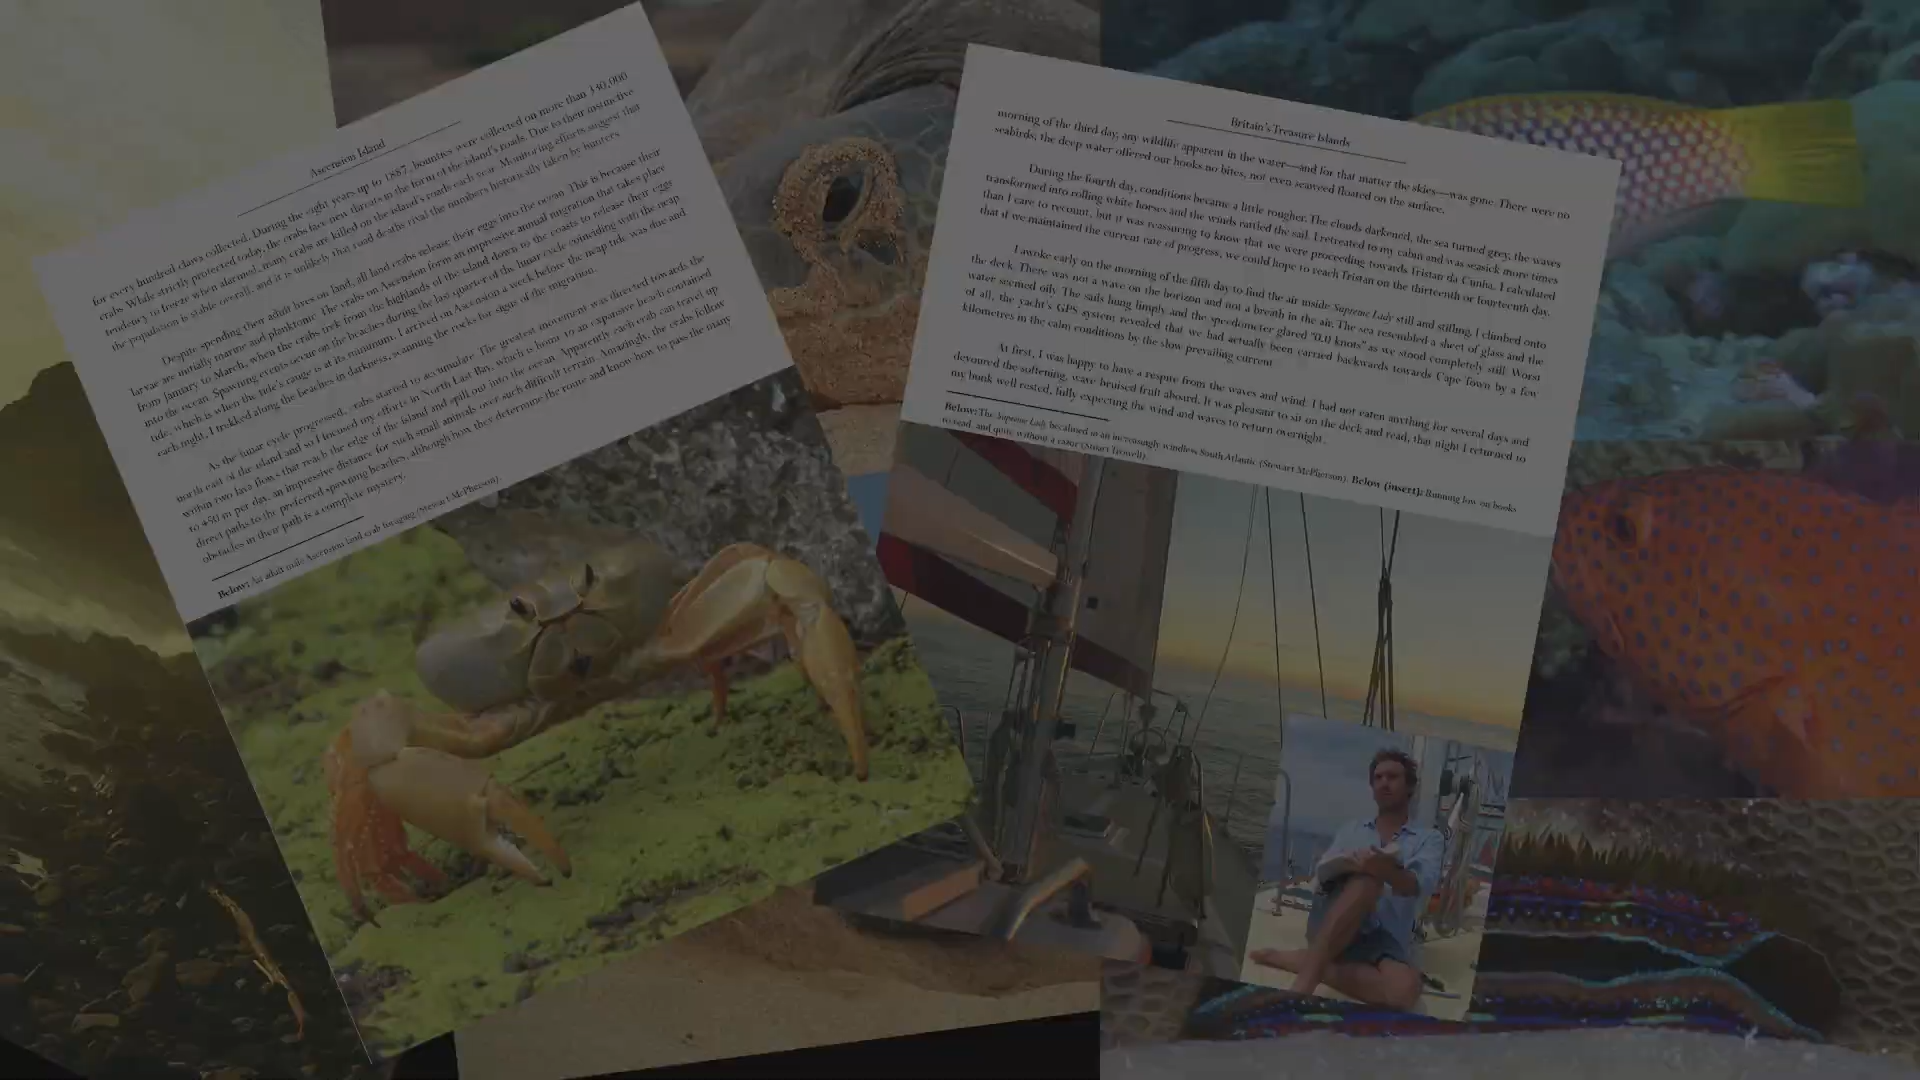 Ascension Island
for every hundred claws collected. During the eight years up to 1887, bounties were collected on more than 330,000
crabs. While strictly protected today, the crabs face new threats in the form of the island's roads. Due to their instinctive
tendency to freeze when alarmed, many crabs are killed on the island's roads each year. Monitoring efforts suggest that
the population is stable overall, and it is unlikely that road deaths rival the numbers historically taken by hunters.
Despite spending their adult lives on land, all land crabs release their eggs into the ocean. This is because their
larvae are initially marine and planktonic. The crabs on Ascension form an impressive annual migration that takes place
from January to March, when the crabs trek from the highlands of the island down to the coasts to release their eggs
into the ocean. Spawning events occur on the beaches during the last quarter of the lunar cycle coinciding with the neap
tide, which is when the tide's range is at its minimum. I arrived on Ascension a week before the neap tide was due and
each night, I trekked along the beaches in darkness, scanning the rocks for signs of the migration.
As the lunar cycle progressed, crabs started to accumulate. The greatest movement was directed towards the
north east of the island and so I focused my efforts in North East Bay, which is home to an expansive beach contained
within two lava flows that reach the edge of the island and spill out into the ocean. Apparently each crab can travel up
to 450 m per day, an impressive distance for such small animals over such difficult terrain. Amazingly, the crabs follow
direct paths to the preferred spawning beaches, although how they determine the route and know how to pass the many
obstacles in their path is a complete mystery.
Below: An adult male Ascension land crab foraging (Stewart McPherson).
Britain's Treasure Islands
morning of the third day, any wildlife apparent in the water—and for that matter the skies—was gone. There were no
seabirds, the deep water offered our hooks no bites, not even seaweed floated on the surface.
During the fourth day, conditions became a little rougher. The clouds darkened, the sea turned grey, the waves
transformed into rolling white horses and the winds rattled the sail. I retreated to my cabin and was seasick more times
than I care to recount, but it was reassuring to know that we were proceeding towards Tristan da Cunha. I calculated
that if we maintained the current rate of progress, we could hope to reach Tristan on the thirteenth or fourteenth day.
I awoke early on the morning of the fifth day to find the air inside Supreme Lady still and stifling. I climbed onto
the deck. There was not a wave on the horizon and not a breath in the air. The sea resembled a sheet of glass and the
water seemed oily. The sails hung limply and the speedometer glared "0.0 knots" as we stood completely still. Worst
of all, the yacht's GPS system revealed that we had actually been carried backwards towards Cape Town by a few
kilometres in the calm conditions by the slow prevailing current
At first, I was happy to have a respite from the waves and wind. I had not eaten anything for several days and
devoured the softening, wave bruised fruit aboard. It was pleasant to sit on the deck and read, that night I returned to
my bunk well rested, fully expecting the wind and waves to return overnight.
Below: The Supreme Lady becalmed in an increasingly windless South Atlantic (Stewart McPherson). Below (insert): Running low on books
to read, and quite without a razor (Stuart Trowell).